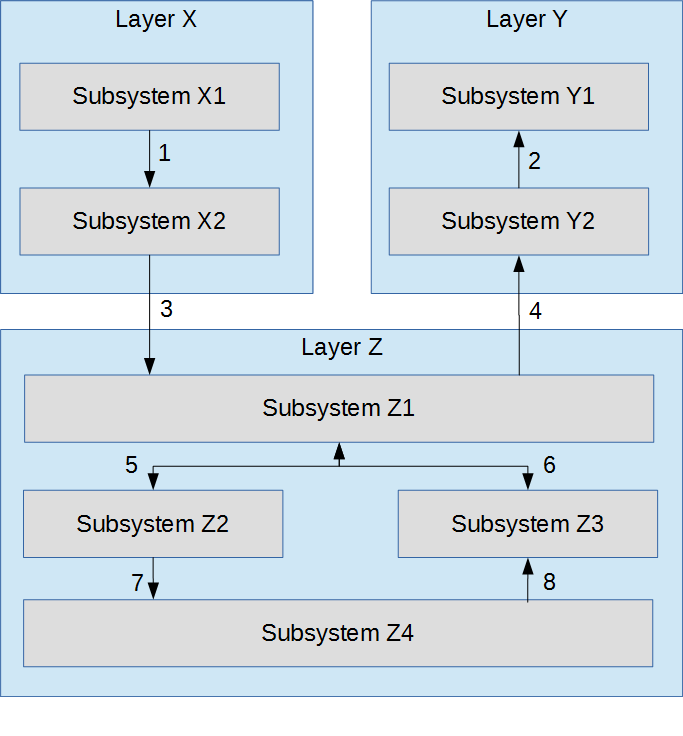 Layer X
Layer Y
Subsystem X1
Subsystem Y1
1
2
Subsystem X2
Subsystem Y2
3
4
Layer Z
Subsystem Z1
5
6
Subsystem Z2
Subsystem Z3
7
8
Subsystem Z4